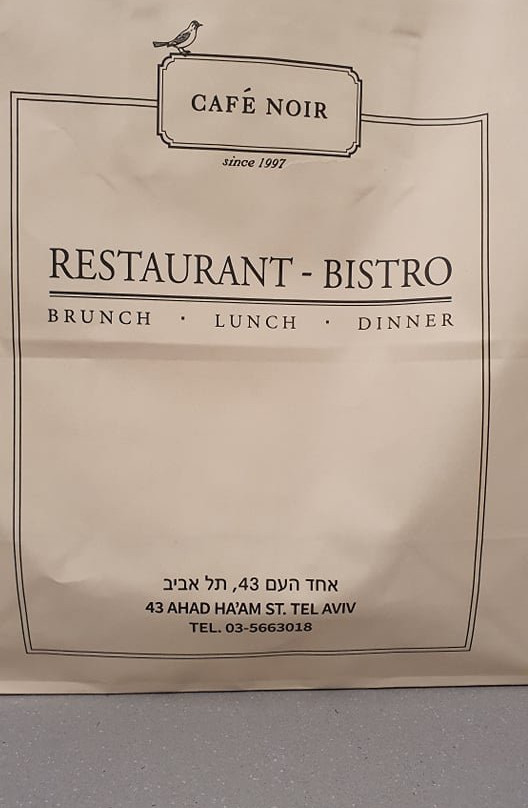 CAFÉ NOIR
since 1997
RESTAURANT - BISTRO
BRUNCH · LUNCH · DINNER
אחד העם 43, תל אביב
43 AHAD HA'AM ST. TEL AVIV
TEL. 03-5663018